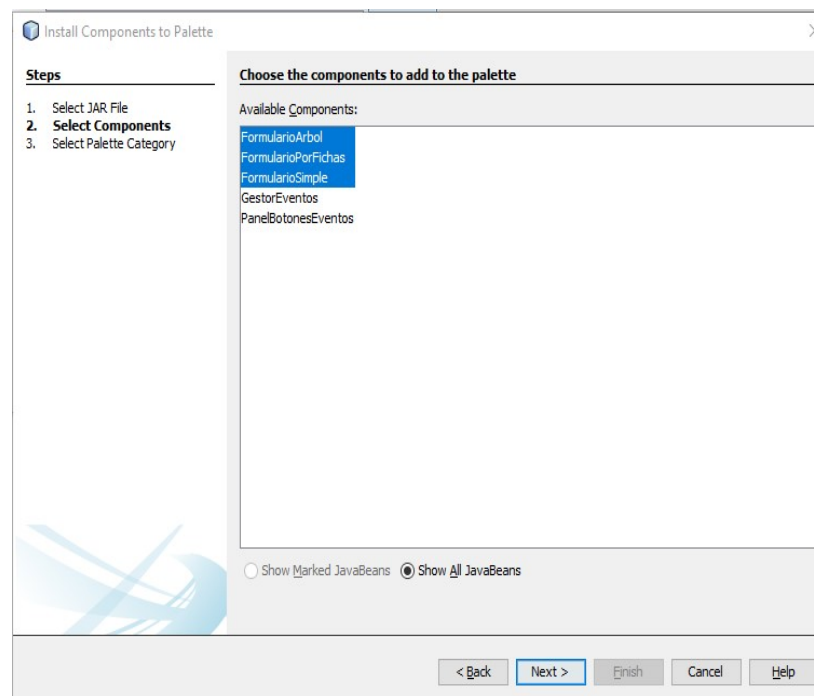 Install Components to Palette
Steps
1. Select JAR File
2. Select Components
3. Select Palette Category
Choose the components to add to the palette
Available Components:
FormularioArbol
FormularioPorFichas
FormularioSimple
GestorEventos
PanelBotonesEventos
Show Marked JavaBeans Show All JavaBeans
< Back Next > Finish Cancel Help